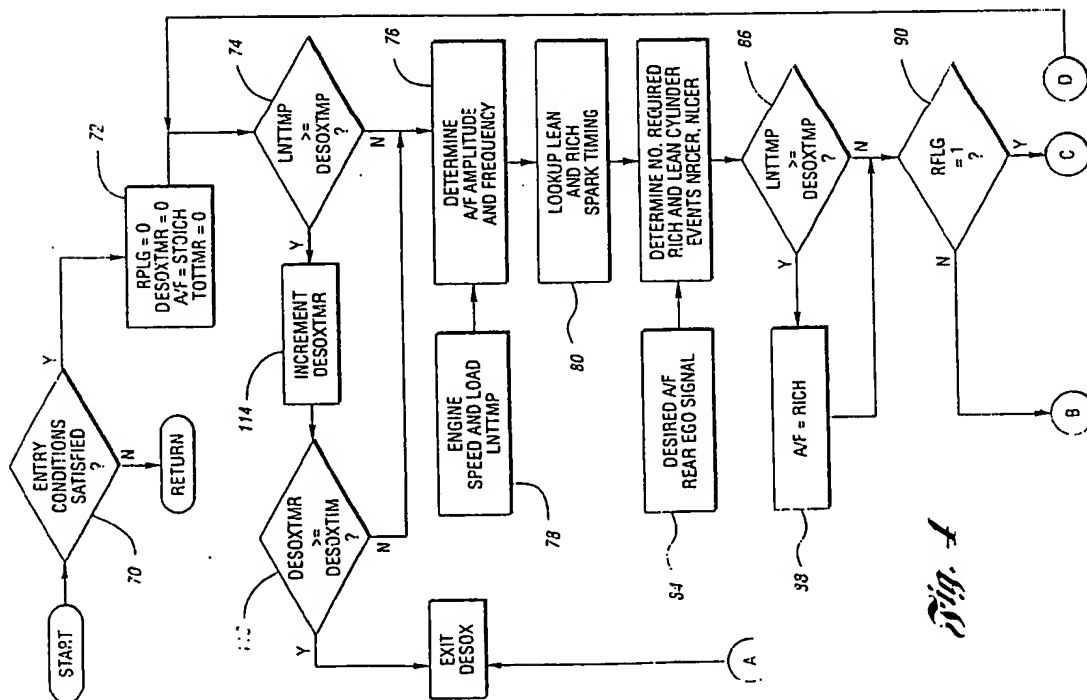 START
ENTRY
CONDITIONS
SATISFIED
?
70
Y
N
RETURN
72
RPLG = 0
DESOXTMR = 0
A/F = STOICH
TOTTMR = 0
74
LNTTMP
>=
DESOXTMP
?
Y
N
114
INCREMENT
DESOXTMR
DESOXTMR
>=
DESOXTIM
?
Y
N
EXIT
DESOX
A
76
DETERMINE
A/F AMPLITUDE
AND FREQUENCY
ENGINE
SPEED AND LOAD
LNTTMP
78
LOOKUP LEAN
AND RICH
SPARK TIMING
80
DETERMINE NO. REQUIRED
RICH AND LEAN CYLINDER
EVENTS NRCER, NLCER
DESIRED A/F
REAR EGO SIGNAL
86
LNTTMP
>=
DESOXTMP
?
Y
N
A/F = RICH
90
RFLG
= 1
?
N
Y
B
C
D
Fig. 4